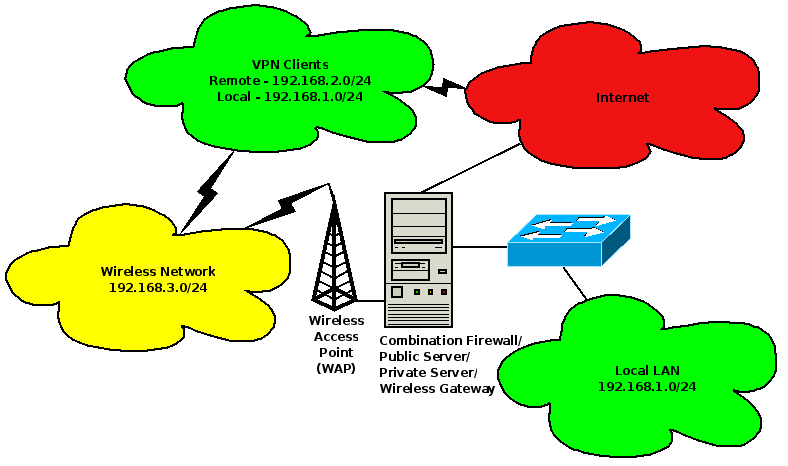 VPN Clients
Remote - 192.168.2.0/24
Local - 192.168.1.0/24
Internet
Wireless Network
192.168.3.0/24
Wireless
Access
Point
(WAP)
Combination Firewall/
Public Server/
Private Server/
Wireless Gateway
Local LAN
192.168.1.0/24